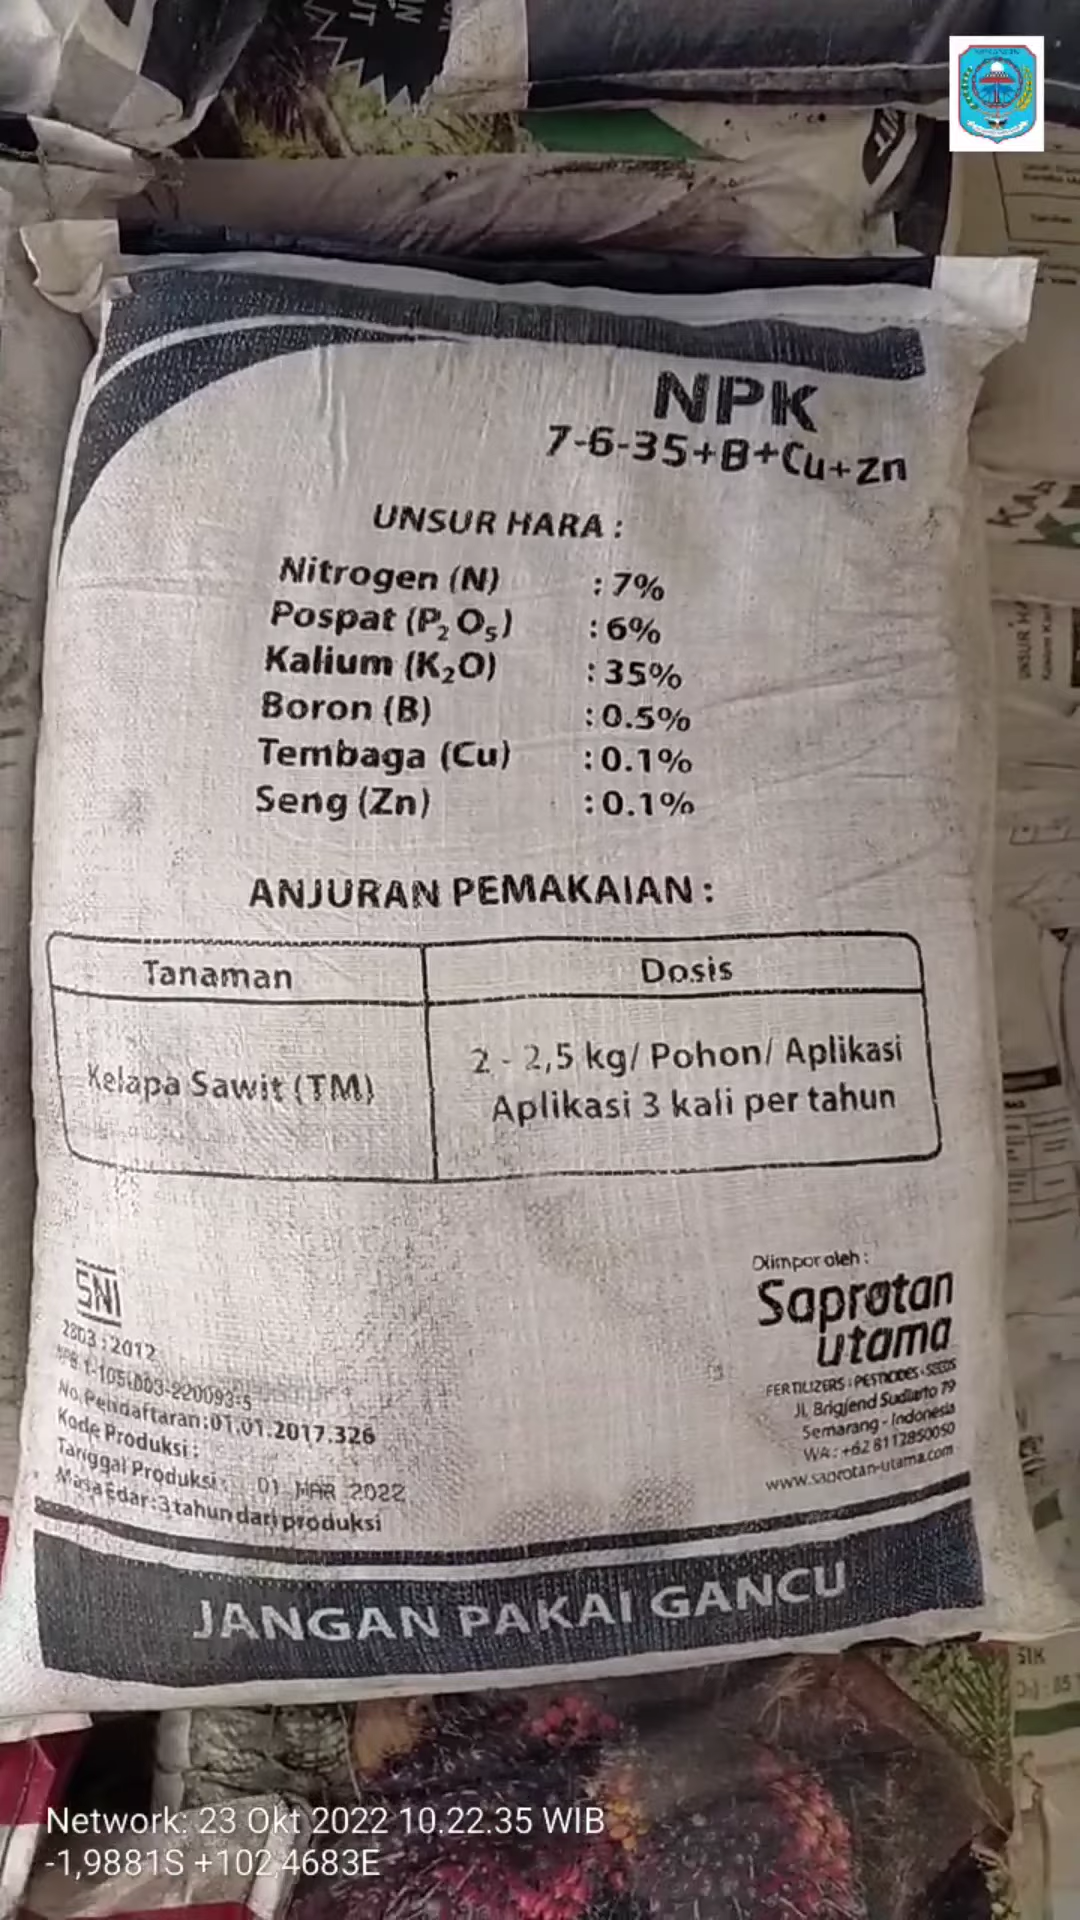 NPK
7-6-35+B+Cu+Zn
UNSUR HARA :
Nitrogen (N) : 7%
Pospat (P₂O₅) : 6%
Kalium (K₂O) : 35%
Boron (B) : 0.5%
Tembaga (Cu) : 0.1%
Seng (Zn) : 0.1%
ANJURAN PEMAKAIAN :
Tanaman Dosis
Kelapa Sawit (TM) 2 - 2,5 kg/ Pohon/ Aplikasi
Aplikasi 3 kali per tahun
SNI
2803 : 2012
No. Pendaftaran:01.01.2017.326
Kode Produksi :
Tanggal Produksi : 01 MAR 2022
Masa Edar : 3 tahun dari produksi
Diimpor oleh :
Saprotan
utama
FERTILIZERS • PESTICIDES • SEEDS
Jl. Brigjend Sudiarto 79
Semarang - Indonesia
WA : +62 8112850050
www.saprotan-utama.com
JANGAN PAKAI GANCU
Network: 23 Okt 2022 10.22.35 WIB
-1,9881S +102,4683E